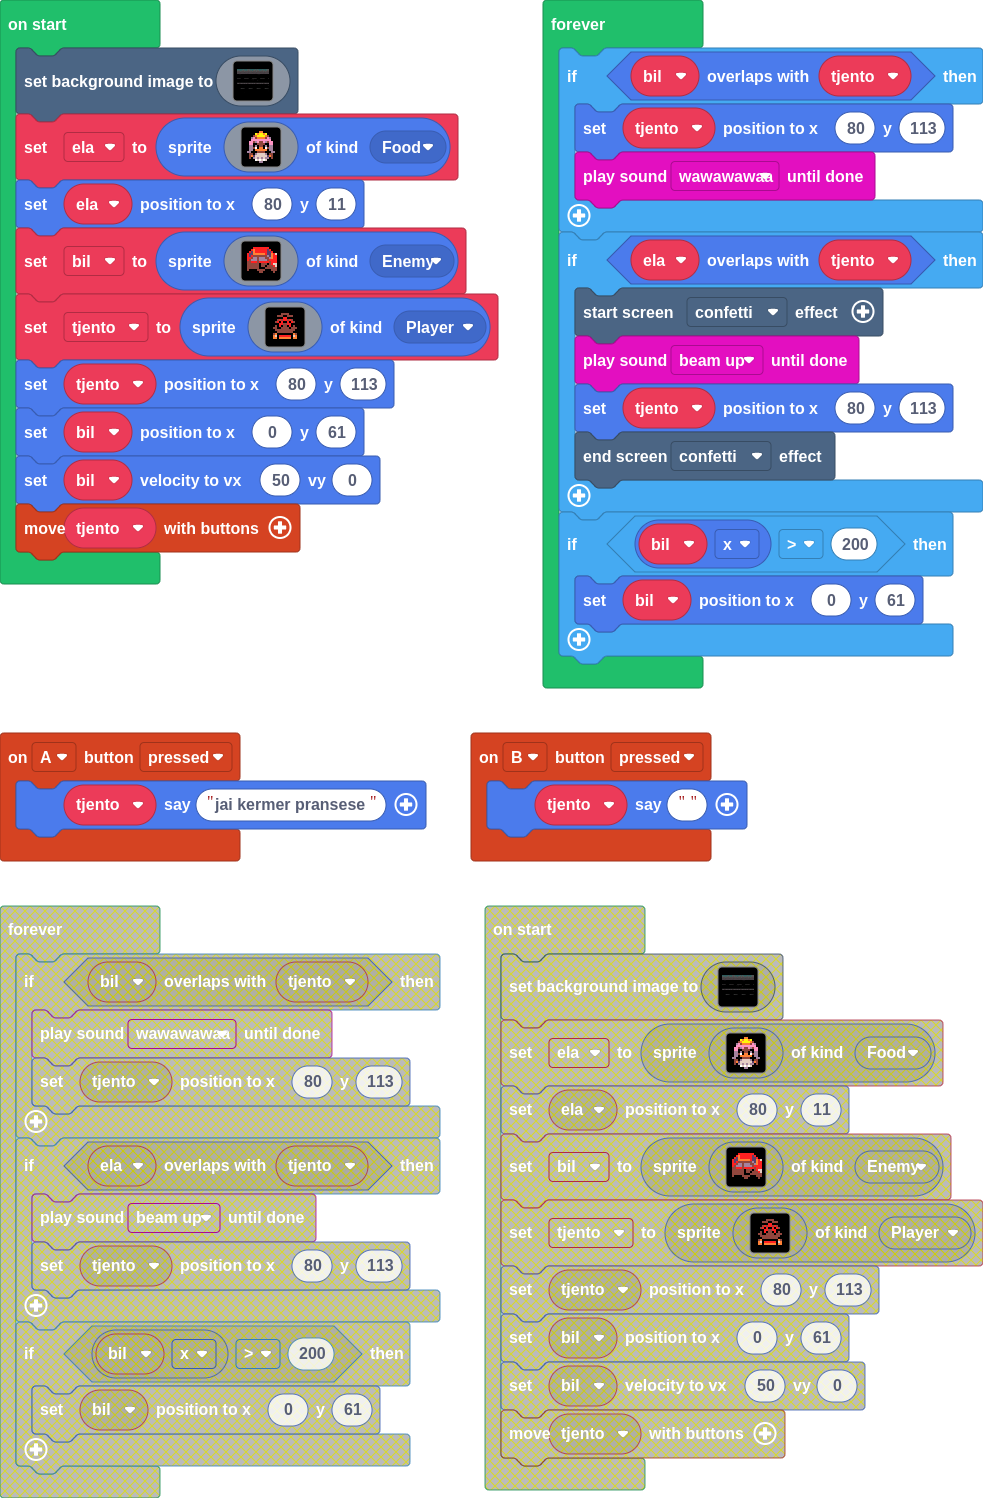 on start
set background image to
set ela to sprite of kind Food
set ela position to x 80 y 11
set bil to sprite of kind Enemy
set tjento to sprite of kind Player
set tjento position to x 80 y 113
set bil position to x 0 y 61
set bil velocity to vx 50 vy 0
move tjento with buttons
forever
if bil overlaps with tjento then
set tjento position to x 80 y 113
play sound wawawawaa until done
if ela overlaps with tjento then
start screen confetti effect
play sound beam up until done
set tjento position to x 80 y 113
end screen confetti effect
if bil x > 200 then
set bil position to x 0 y 61
on A button pressed
tjento say "jai kermer pransese "
on B button pressed
tjento say " "
forever
if bil overlaps with tjento then
play sound wawawawaa until done
set tjento position to x 80 y 113
if ela overlaps with tjento then
play sound beam up until done
set tjento position to x 80 y 113
if bil x > 200 then
set bil position to x 0 y 61
on start
set background image to
set ela to sprite of kind Food
set ela position to x 80 y 11
set bil to sprite of kind Enemy
set tjento to sprite of kind Player
set tjento position to x 80 y 113
set bil position to x 0 y 61
set bil velocity to vx 50 vy 0
move tjento with buttons